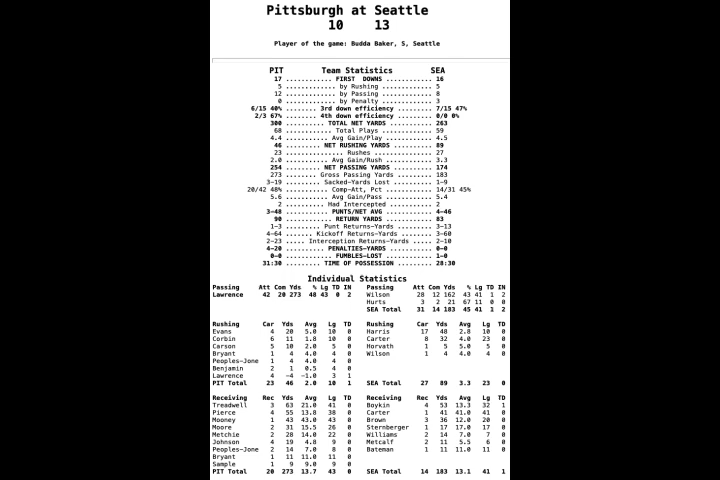 Pittsburgh at Seattle
10 13
Player of the game: Budda Baker, S, Seattle
PIT Team Statistics SEA
17 ............ FIRST DOWNS ............ 16
5 ............ by Rushing ............ 5
12 ............ by Passing ............ 8
0 ............ by Penalty ............ 3
6/15 40% ........ 3rd down efficiency ........ 7/15 47%
2/3 67% ........ 4th down efficiency ........ 0/0 0%
300 ........... TOTAL NET YARDS ........... 263
68 ............ Total Plays ............ 59
4.4 ............ Avg Gain/Play ........... 4.5
46 .......... NET RUSHING YARDS .......... 89
23 .............. Rushes .............. 27
2.0 ............ Avg Gain/Rush ........... 3.3
254 .......... NET PASSING YARDS .......... 174
273 ......... Gross Passing Yards ......... 183
3-19 ......... Sacked-Yards Lost ......... 1-9
20/42 48% ......... Comp-Att, Pct ......... 14/31 45%
5.6 ............ Avg Gain/Pass ........... 5.4
2 ........... Had Intercepted ........... 2
3-48 .......... PUNTS/NET AVG .......... 4-46
90 ............ RETURN YARDS ............ 83
1-3 ......... Punt Returns-Yards ........ 3-13
4-64 ...... Kickoff Returns-Yards ...... 3-60
2-23 .... Interception Returns-Yards ..... 2-10
4-20 ......... PENALTIES-YARDS ......... 0-0
0-0 .......... FUMBLES-LOST .......... 1-0
31:30 ........ TIME OF POSSESSION ........ 28:30
Individual Statistics
Passing Att Com Yds % Lg TD IN Passing Att Com Yds % Lg TD IN
Lawrence 42 20 273 48 43 0 2 Wilson 28 12 162 43 41 1 2
Hurts 3 2 21 67 11 0 0
SEA Total 31 14 183 45 41 1 2
Rushing Car Yds Avg Lg TD Rushing Car Yds Avg Lg TD
Evans 4 20 5.0 10 0 Harris 17 48 2.8 10 0
Corbin 6 11 1.8 10 0 Carter 8 32 4.0 23 0
Carson 5 10 2.0 5 0 Horvath 1 5 5.0 5 0
Bryant 1 4 4.0 4 0 Wilson 1 4 4.0 4 0
Peoples-Jone 1 4 4.0 4 0
Benjamin 2 1 0.5 4 0
Lawrence 4 -4 -1.0 3 1
PIT Total 23 46 2.0 10 1 SEA Total 27 89 3.3 23 0
Receiving Rec Yds Avg Lg TD Receiving Rec Yds Avg Lg TD
Treadwell 3 63 21.0 41 0 Boykin 4 53 13.3 32 1
Pierce 4 55 13.8 38 0 Carter 1 41 41.0 41 0
Mooney 1 43 43.0 43 0 Brown 3 36 12.0 20 0
Moore 2 31 15.5 26 0 Sternberger 1 17 17.0 17 0
Metchie 2 28 14.0 22 0 Williams 2 14 7.0 7 0
Johnson 4 19 4.8 9 0 Metcalf 2 11 5.5 6 0
Peoples-Jone 2 14 7.0 8 0 Bateman 1 11 11.0 11 0
Bryant 1 11 11.0 11 0
Sample 1 9 9.0 9 0
PIT Total 20 273 13.7 43 0 SEA Total 14 183 13.1 41 1